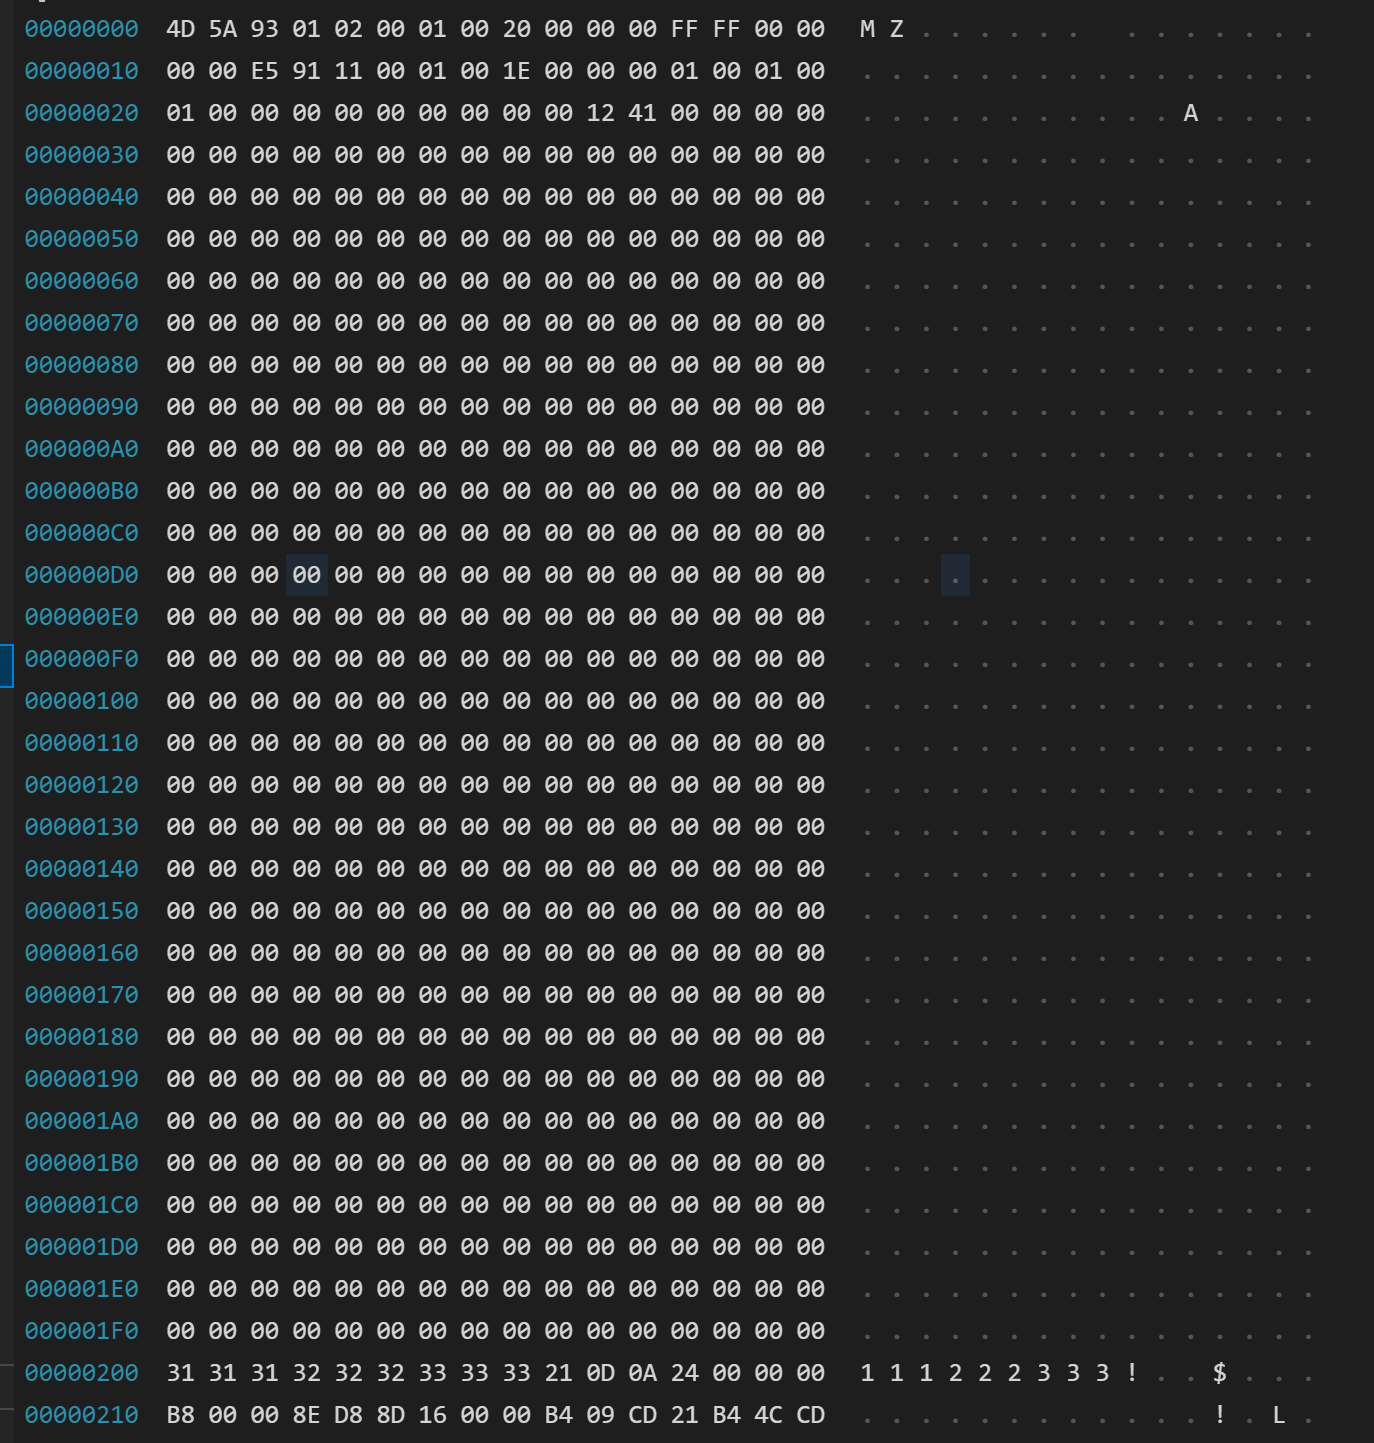 00000000 4D 5A 93 01 02 00 01 00 20 00 00 00 FF FF 00 00 M Z . . . . . .   . . . . . . .
00000010 00 00 E5 91 11 00 01 00 1E 00 00 00 01 00 01 00 . . . . . . . . . . . . . . . .
00000020 01 00 00 00 00 00 00 00 00 00 12 41 00 00 00 00 . . . . . . . . . . . A . . . .
00000030 00 00 00 00 00 00 00 00 00 00 00 00 00 00 00 00 . . . . . . . . . . . . . . . .
00000040 00 00 00 00 00 00 00 00 00 00 00 00 00 00 00 00 . . . . . . . . . . . . . . . .
00000050 00 00 00 00 00 00 00 00 00 00 00 00 00 00 00 00 . . . . . . . . . . . . . . . .
00000060 00 00 00 00 00 00 00 00 00 00 00 00 00 00 00 00 . . . . . . . . . . . . . . . .
00000070 00 00 00 00 00 00 00 00 00 00 00 00 00 00 00 00 . . . . . . . . . . . . . . . .
00000080 00 00 00 00 00 00 00 00 00 00 00 00 00 00 00 00 . . . . . . . . . . . . . . . .
00000090 00 00 00 00 00 00 00 00 00 00 00 00 00 00 00 00 . . . . . . . . . . . . . . . .
000000A0 00 00 00 00 00 00 00 00 00 00 00 00 00 00 00 00 . . . . . . . . . . . . . . . .
000000B0 00 00 00 00 00 00 00 00 00 00 00 00 00 00 00 00 . . . . . . . . . . . . . . . .
000000C0 00 00 00 00 00 00 00 00 00 00 00 00 00 00 00 00 . . . . . . . . . . . . . . . .
000000D0 00 00 00 00 00 00 00 00 00 00 00 00 00 00 00 00 . . . . . . . . . . . . . . . .
000000E0 00 00 00 00 00 00 00 00 00 00 00 00 00 00 00 00 . . . . . . . . . . . . . . . .
000000F0 00 00 00 00 00 00 00 00 00 00 00 00 00 00 00 00 . . . . . . . . . . . . . . . .
00000100 00 00 00 00 00 00 00 00 00 00 00 00 00 00 00 00 . . . . . . . . . . . . . . . .
00000110 00 00 00 00 00 00 00 00 00 00 00 00 00 00 00 00 . . . . . . . . . . . . . . . .
00000120 00 00 00 00 00 00 00 00 00 00 00 00 00 00 00 00 . . . . . . . . . . . . . . . .
00000130 00 00 00 00 00 00 00 00 00 00 00 00 00 00 00 00 . . . . . . . . . . . . . . . .
00000140 00 00 00 00 00 00 00 00 00 00 00 00 00 00 00 00 . . . . . . . . . . . . . . . .
00000150 00 00 00 00 00 00 00 00 00 00 00 00 00 00 00 00 . . . . . . . . . . . . . . . .
00000160 00 00 00 00 00 00 00 00 00 00 00 00 00 00 00 00 . . . . . . . . . . . . . . . .
00000170 00 00 00 00 00 00 00 00 00 00 00 00 00 00 00 00 . . . . . . . . . . . . . . . .
00000180 00 00 00 00 00 00 00 00 00 00 00 00 00 00 00 00 . . . . . . . . . . . . . . . .
00000190 00 00 00 00 00 00 00 00 00 00 00 00 00 00 00 00 . . . . . . . . . . . . . . . .
000001A0 00 00 00 00 00 00 00 00 00 00 00 00 00 00 00 00 . . . . . . . . . . . . . . . .
000001B0 00 00 00 00 00 00 00 00 00 00 00 00 00 00 00 00 . . . . . . . . . . . . . . . .
000001C0 00 00 00 00 00 00 00 00 00 00 00 00 00 00 00 00 . . . . . . . . . . . . . . . .
000001D0 00 00 00 00 00 00 00 00 00 00 00 00 00 00 00 00 . . . . . . . . . . . . . . . .
000001E0 00 00 00 00 00 00 00 00 00 00 00 00 00 00 00 00 . . . . . . . . . . . . . . . .
000001F0 00 00 00 00 00 00 00 00 00 00 00 00 00 00 00 00 . . . . . . . . . . . . . . . .
00000200 31 31 31 32 32 32 33 33 33 21 0D 0A 24 00 00 00 1 1 1 2 2 2 3 3 3 ! . . $ . . .
00000210 B8 00 00 8E D8 8D 16 00 00 B4 09 CD 21 B4 4C CD . . . . . . . . . . . . ! . L .